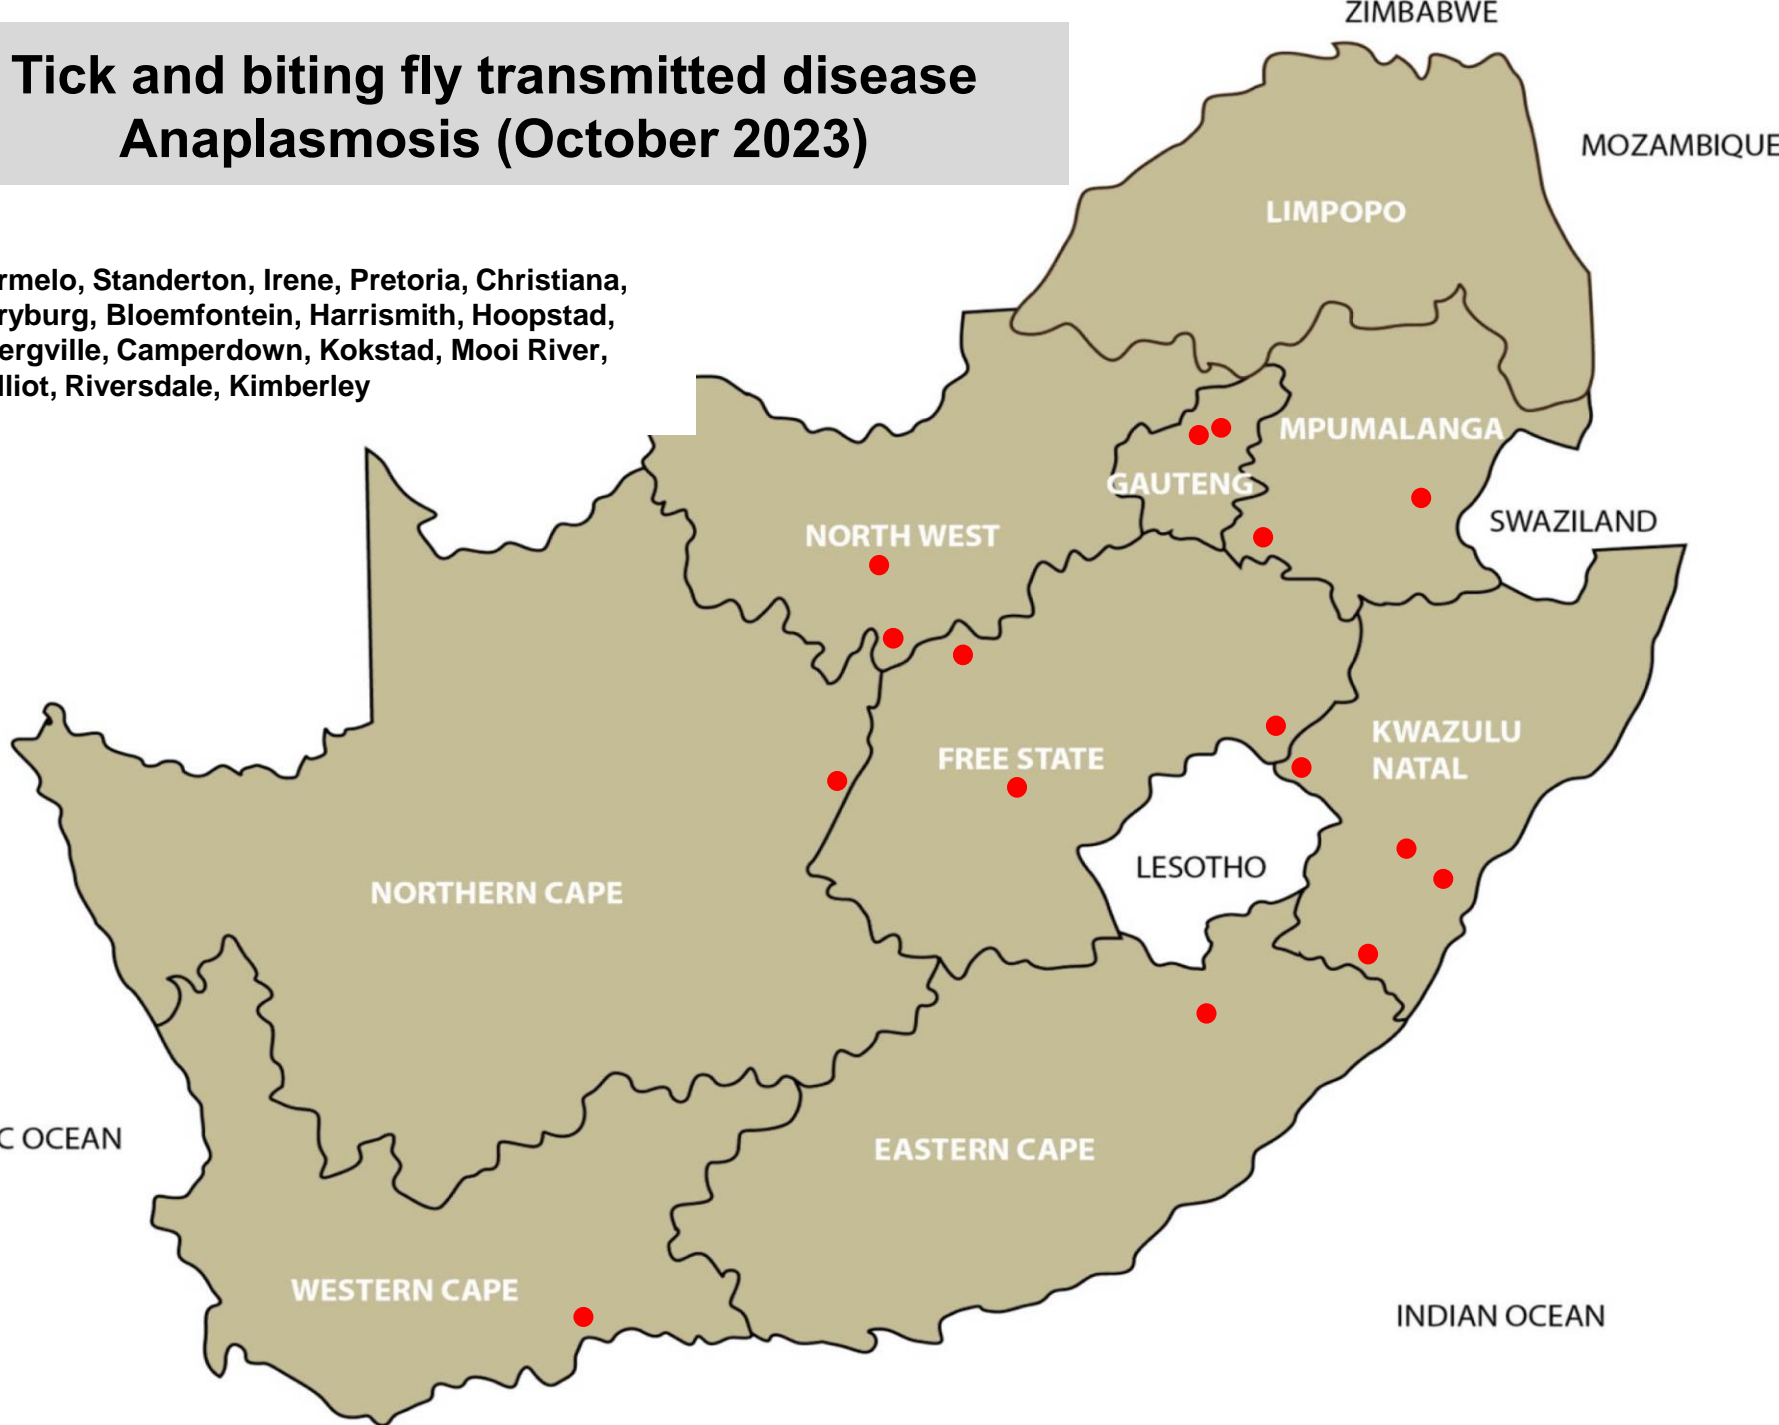 ZIMBABWE
Tick and biting fly transmitted disease
Anaplasmosis (October 2023)
MOZAMBIQUE
LIMPOPO
rmelo, Standerton, Irene, Pretoria, Christiana,
ryburg, Bloemfontein, Harrismith, Hoopstad,
ergville, Camperdown, Kokstad, Mooi River,
lliot, Riversdale, Kimberley
MPUMALANGA
GAUTENG
NORTH WEST
SWAZILAND
KWAZULU
NATAL
FREE STATE
LESOTHO
NORTHERN CAPE
C OCEAN
EASTERN CAPE
WESTERN CAPE
INDIAN OCEAN